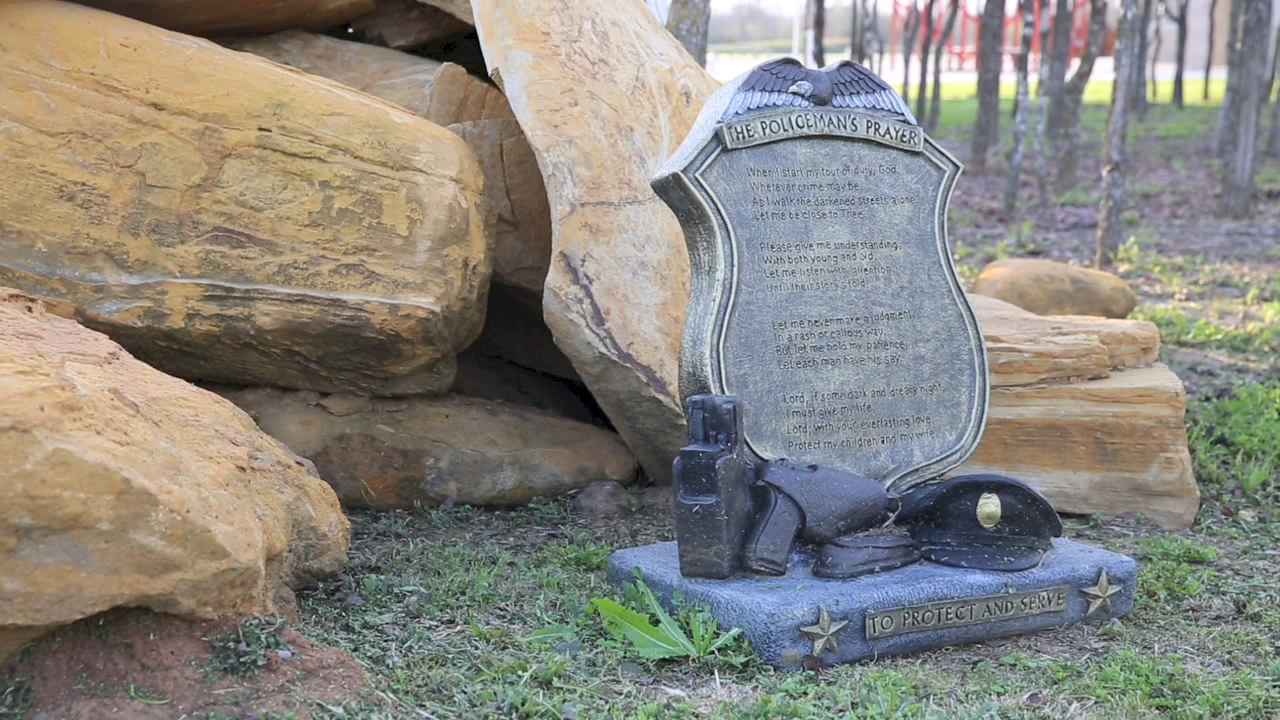 THE POLICEMAN'S PRAYER
When I start my tour of duty, God,
Wherever crime may be,
As I walk the darkened streets alone,
Let me be close to Thee.
Please give me understanding,
With both young and old,
Let me listen with attention,
Until their story's told.
Let me never make a judgment,
In a rash or callous way,
But let me hold my patience,
Let each man have his say.
Lord, if some dark and dreary night,
I must give my life,
Lord, with your everlasting love
Protect my children and my wife.
TO PROTECT AND SERVE